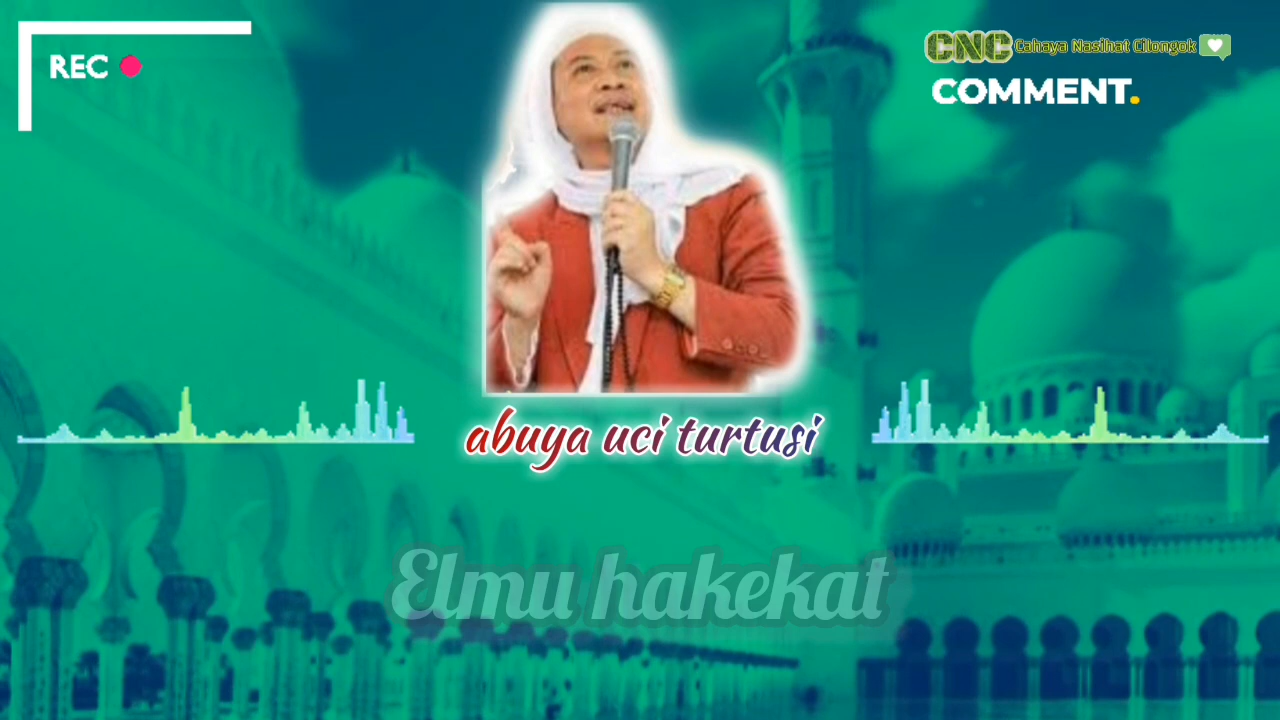 REC
CNC Cahaya Nasihat Cilongok
COMMENT.
abuya uci turtusi
Elmu hakekat